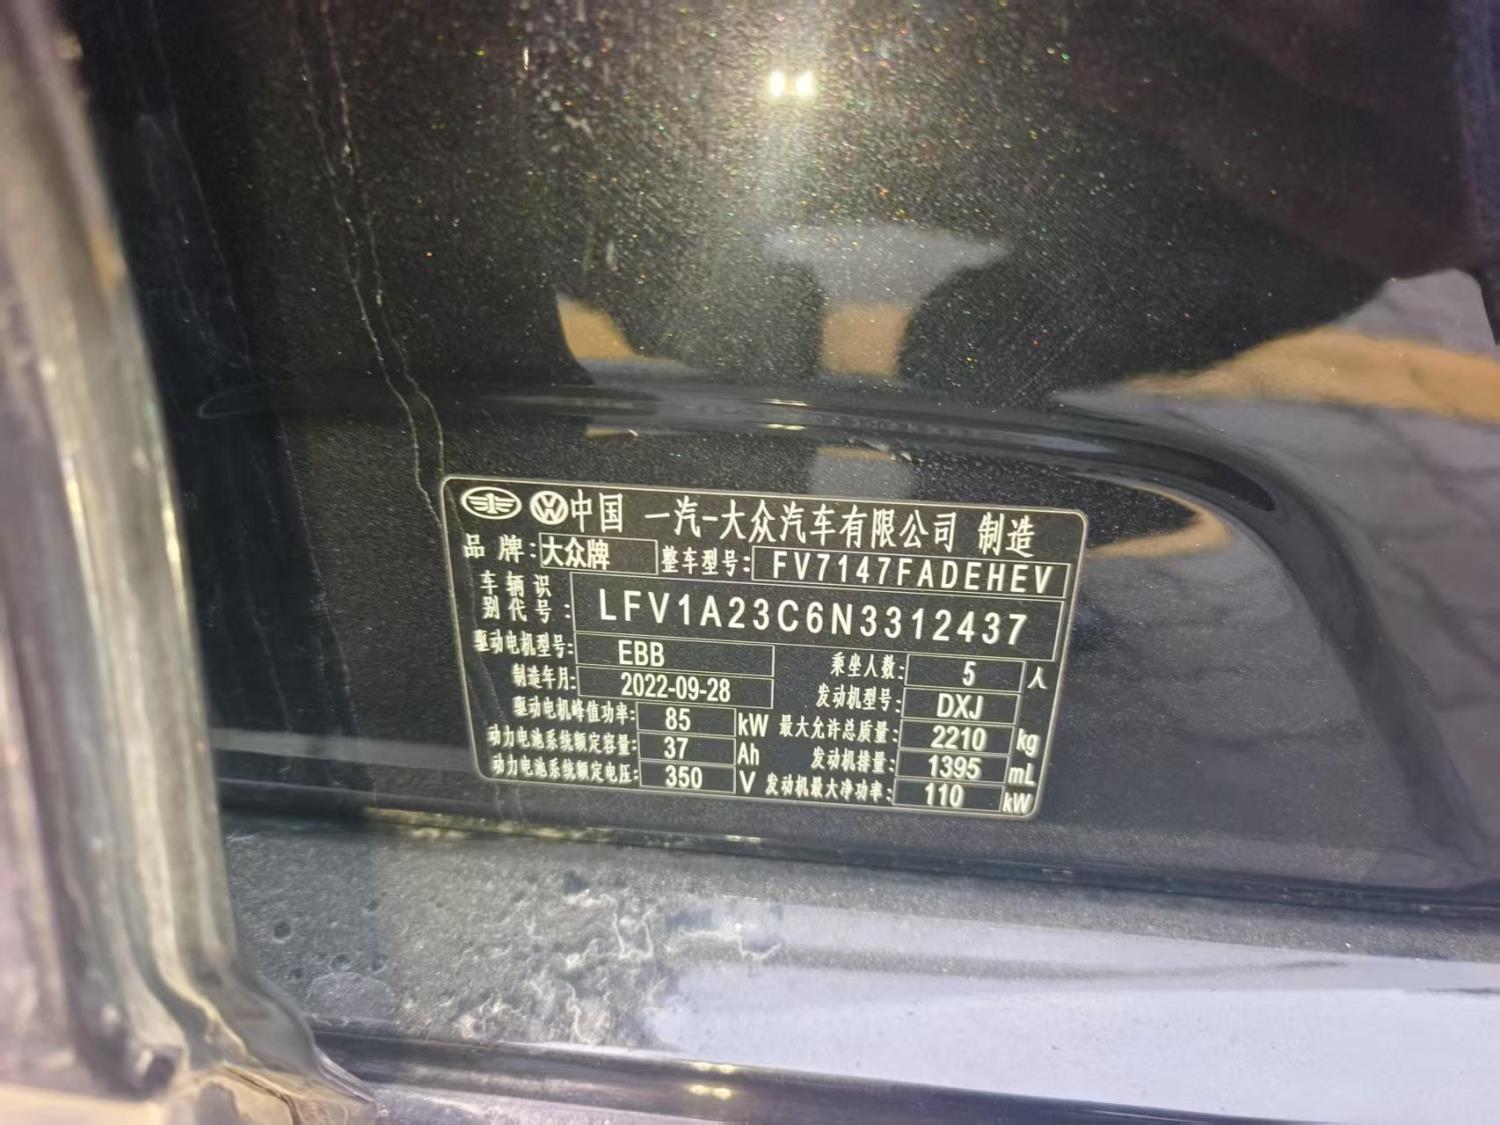 中国 一汽-大众汽车有限公司 制造
品牌: 大众牌 整车型号: FV7147FADEHEV
车辆识别代号: LFV1A23C6N3312437
驱动电机型号: EBB 乘坐人数: 5 人
制造年月: 2022-09-28 发动机型号: DXJ
驱动电机峰值功率: 85 kW 最大允许总质量: 2210 kg
动力电池系统额定容量: 37 Ah 发动机排量: 1395 mL
动力电池系统额定电压: 350 V 发动机最大净功率: 110 kW